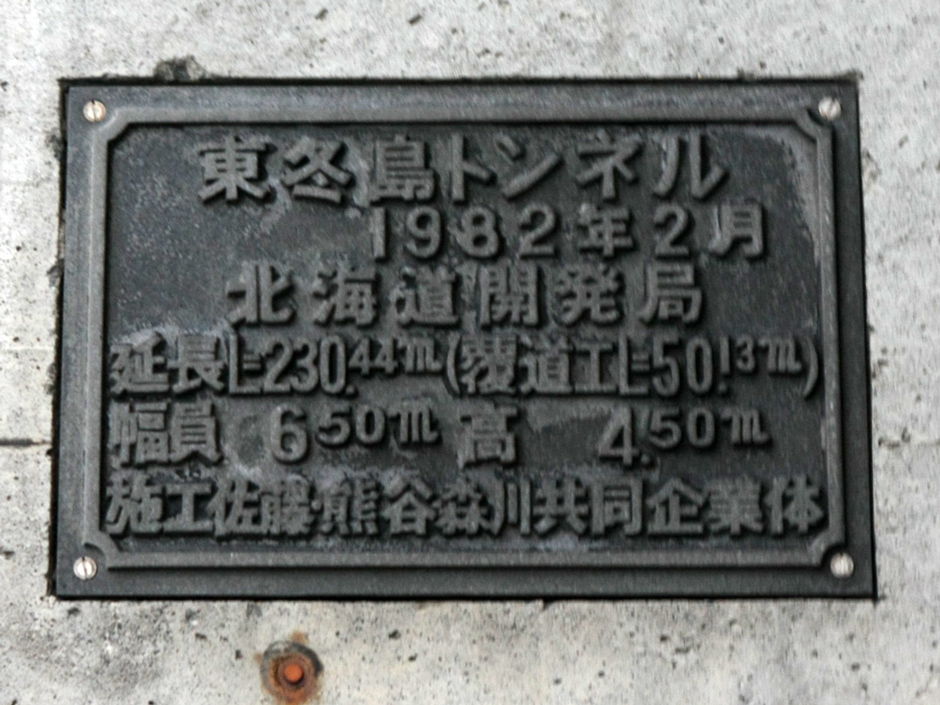 東冬島トンネル
1982年2月
北海道開発局
延長L=230.44m(覆道工L=50.13m)
幅員 6.50m 高 4.50m
施工佐藤・熊谷森川共同企業体